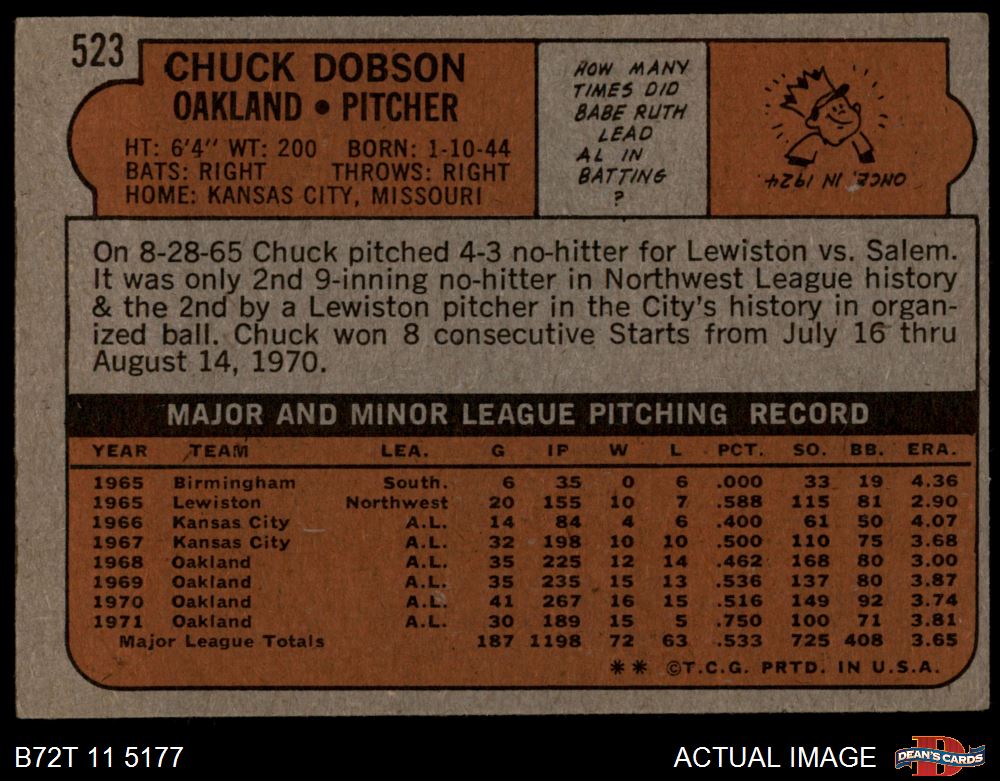 523
CHUCK DOBSON
OAKLAND • PITCHER
HT: 6'4" WT: 200 BORN: 1-10-44
BATS: RIGHT THROWS: RIGHT
HOME: KANSAS CITY, MISSOURI
HOW MANY
TIMES DID
BABE RUTH
LEAD
AL IN
BATTING
?
ONCE, IN 1924
On 8-28-65 Chuck pitched 4-3 no-hitter for Lewiston vs. Salem.
It was only 2nd 9-inning no-hitter in Northwest League history
& the 2nd by a Lewiston pitcher in the City's history in organ-
ized ball. Chuck won 8 consecutive Starts from July 16 thru
August 14, 1970.
MAJOR AND MINOR LEAGUE PITCHING RECORD
YEAR TEAM LEA. G IP W L PCT. SO. BB. ERA.
1965 Birmingham South. 6 35 0 6 .000 33 19 4.36
1965 Lewiston Northwest 20 155 10 7 .588 115 81 2.90
1966 Kansas City A.L. 14 84 4 6 .400 61 50 4.07
1967 Kansas City A.L. 32 198 10 10 .500 110 75 3.68
1968 Oakland A.L. 35 225 12 14 .462 168 80 3.00
1969 Oakland A.L. 35 235 15 13 .536 137 80 3.87
1970 Oakland A.L. 41 267 16 15 .516 149 92 3.74
1971 Oakland A.L. 30 189 15 5 .750 100 71 3.81
Major League Totals 187 1198 72 63 .533 725 408 3.65
** ©T.C.G. PRTD. IN U.S.A.
B72T 11 5177
ACTUAL IMAGE
D
DEAN'S CARDS